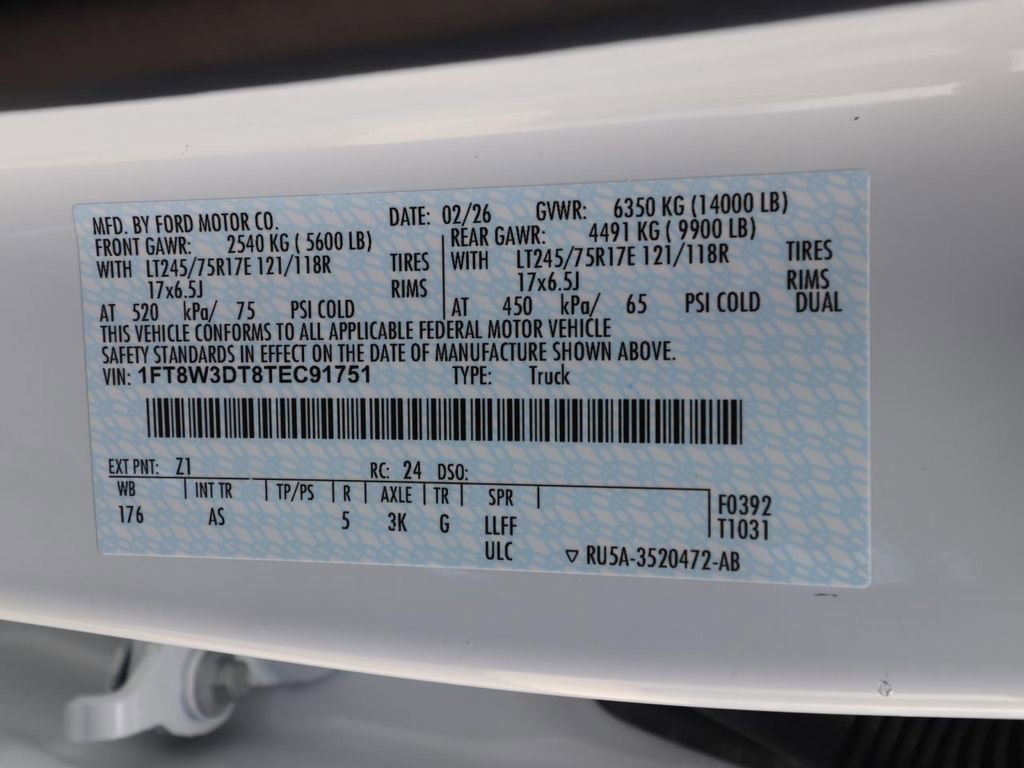 MFD. BY FORD MOTOR CO. DATE: 02/26 GVWR: 6350 KG (14000 LB)
FRONT GAWR: 2540 KG ( 5600 LB) REAR GAWR: 4491 KG ( 9900 LB)
WITH LT245/75R17E 121/118R TIRES WITH LT245/75R17E 121/118R TIRES
17x6.5J RIMS 17x6.5J RIMS
AT 520 kPa/ 75 PSI COLD AT 450 kPa/ 65 PSI COLD DUAL
THIS VEHICLE CONFORMS TO ALL APPLICABLE FEDERAL MOTOR VEHICLE
SAFETY STANDARDS IN EFFECT ON THE DATE OF MANUFACTURE SHOWN ABOVE.
VIN: 1FT8W3DT8TEC91751 TYPE: Truck
EXT PNT: Z1 RC: 24 DSO:
WB INT TR TP/PS R AXLE TR SPR F0392
176 AS 5 3K G LLFF T1031
ULC ▽ RU5A-3520472-AB